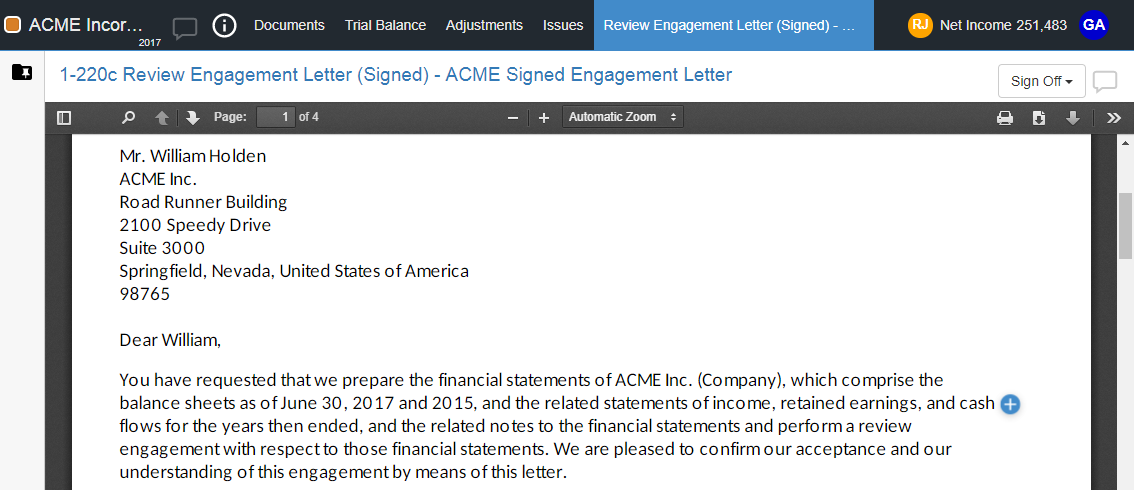 ACME Incor...
2017
Documents
Trial Balance
Adjustments
Issues
Review Engagement Letter (Signed) - ...
RJ
Net Income 251,483
GA
1-220c Review Engagement Letter (Signed) - ACME Signed Engagement Letter
Sign Off
Page: 1 of 4
Automatic Zoom
Mr. William Holden
ACME Inc.
Road Runner Building
2100 Speedy Drive
Suite 3000
Springfield, Nevada, United States of America
98765
Dear William,
You have requested that we prepare the financial statements of ACME Inc. (Company), which comprise the
balance sheets as of June 30, 2017 and 2015, and the related statements of income, retained earnings, and cash
flows for the years then ended, and the related notes to the financial statements and perform a review
engagement with respect to those financial statements. We are pleased to confirm our acceptance and our
understanding of this engagement by means of this letter.